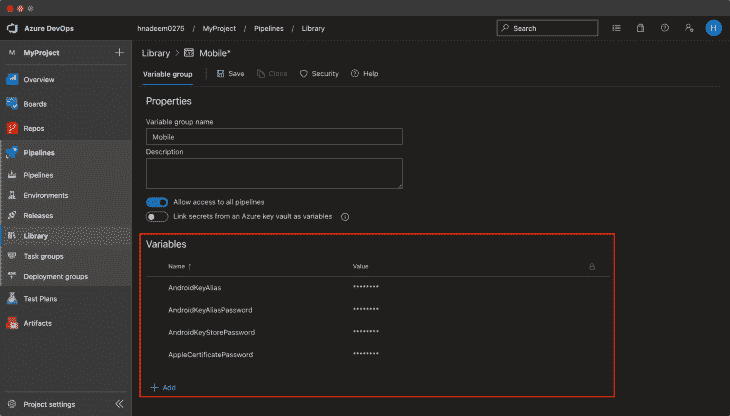 Azure DevOps
hnadeem0275 / MyProject / Pipelines / Library
Search
H
M MyProject
Library > Mobile*
Variable group
Save
Clone
Security
Help
Overview
Boards
Repos
Pipelines
Pipelines
Environments
Releases
Library
Task groups
Deployment groups
Test Plans
Artifacts
Project settings
Properties
Variable group name
Mobile
Description
Allow access to all pipelines
Link secrets from an Azure key vault as variables
Variables
Name ↑ Value
AndroidKeyAlias ********
AndroidKeyAliasPassword ********
AndroidKeyStorePassword ********
AppleCertificatePassword ********
+ Add